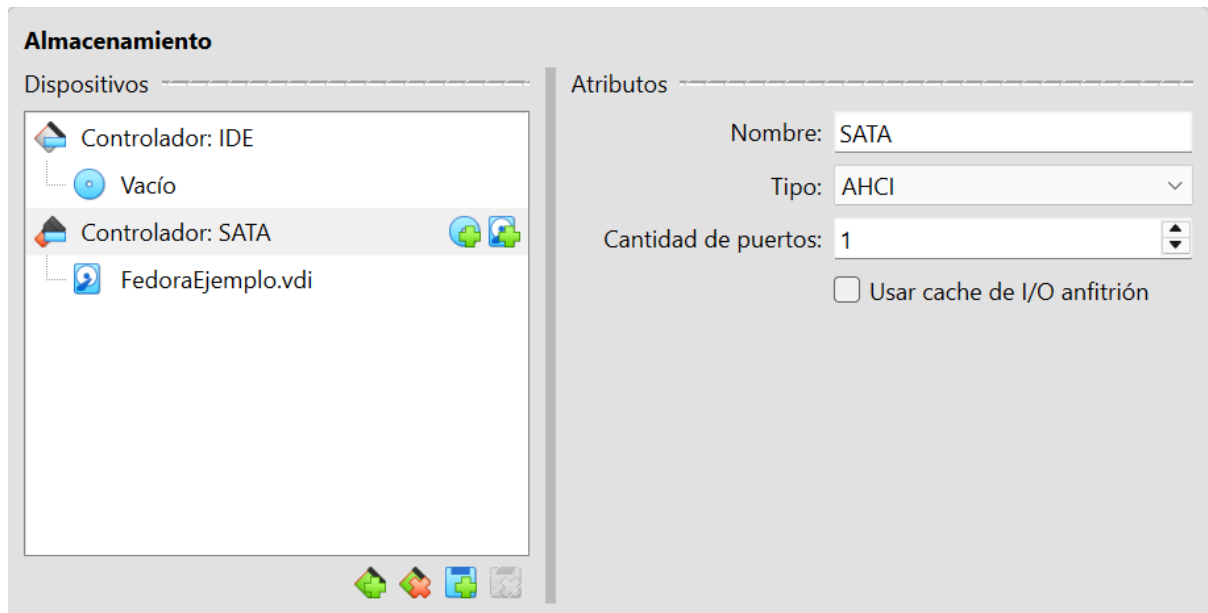 Almacenamiento
Dispositivos
Controlador: IDE
Vacío
Controlador: SATA
FedoraEjemplo.vdi
Atributos
Nombre: SATA
Tipo: AHCI
Cantidad de puertos: 1
Usar cache de I/O anfitrión